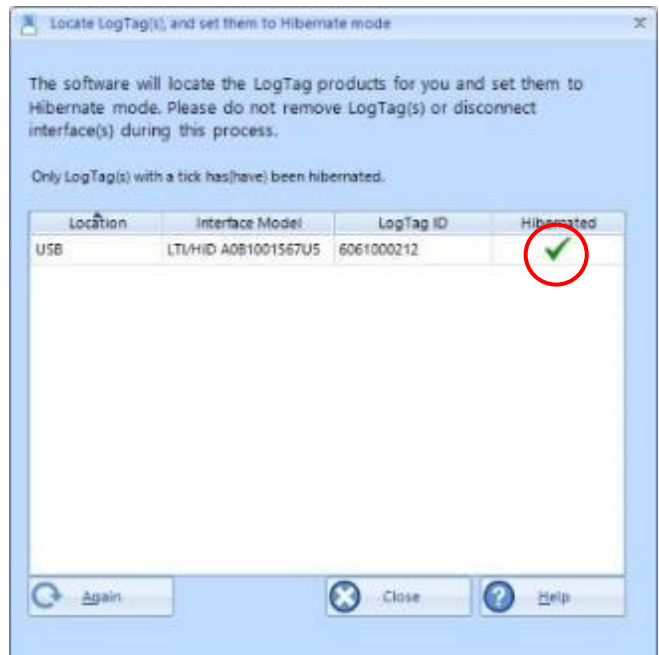 Locate LogTag(s), and set them to Hibernate mode
The software will locate the LogTag products for you and set them to
Hibernate mode. Please do not remove LogTag(s) or disconnect
interface(s) during this process.
Only LogTag(s) with a tick has(have) been hibernated.
Location Interface Model LogTag ID Hibernated
USB LTI/HID A0B1001567U5 6061000212
Again Close Help